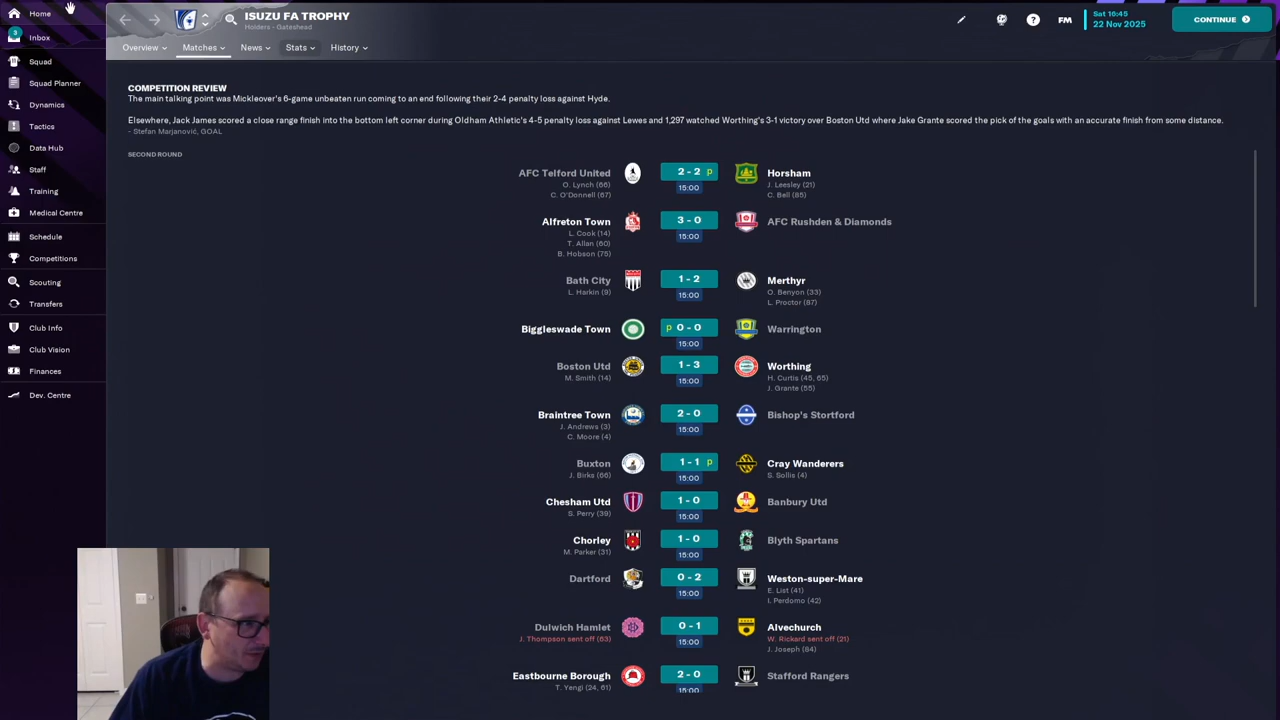 Home
ISUZU FA TROPHY
Holders - Gateshead
Sat 16:45
22 Nov 2025
FM
CONTINUE
3
Inbox
Overview
Matches
News
Stats
History
Squad
Squad Planner
Dynamics
Tactics
Data Hub
Staff
Training
Medical Centre
Schedule
Competitions
Scouting
Transfers
Club Info
Club Vision
Finances
Dev. Centre
COMPETITION REVIEW
The main talking point was Mickleover's 6-game unbeaten run coming to an end following their 2-4 penalty loss against Hyde.
Elsewhere, Jack James scored a close range finish into the bottom left corner during Oldham Athletic's 4-5 penalty loss against Lewes and 1,297 watched Worthing's 3-1 victory over Boston Utd where Jake Grante scored the pick of the goals with an accurate finish from some distance.
- Stefan Marjanović, GOAL
SECOND ROUND
AFC Telford United 2 - 2 p Horsham
O. Lynch (66) 15:00 J. Leesley (21)
C. O'Donnell (67) C. Bell (85)
Alfreton Town 3 - 0 AFC Rushden & Diamonds
L. Cock (14) 15:00
T. Allan (60)
B. Hobson (75)
Bath City 1 - 2 Merthyr
L. Harkin (9) 15:00 O. Benyon (33)
L. Proctor (87)
Biggleswade Town p 0 - 0 Warrington
15:00
Boston Utd 1 - 3 Worthing
M. Smith (14) 15:00 H. Curtis (45, 65)
J. Grante (55)
Braintree Town 2 - 0 Bishop's Stortford
J. Andrews (3) 15:00
C. Moore (4)
Buxton 1 - 1 p Cray Wanderers
J. Birks (66) 15:00 S. Sollis (4)
Chesham Utd 1 - 0 Banbury Utd
S. Perry (39) 15:00
Chorley 1 - 0 Blyth Spartans
M. Parker (31) 15:00
Dartford 0 - 2 Weston-super-Mare
15:00 E. List (41)
I. Perdomo (42)
Dulwich Hamlet 0 - 1 Alvechurch
J. Thompson sent off (63) 15:00 W. Rickard sent off (21)
J. Joseph (84)
Eastbourne Borough 2 - 0 Stafford Rangers
T. Yengi (24, 61) 15:00